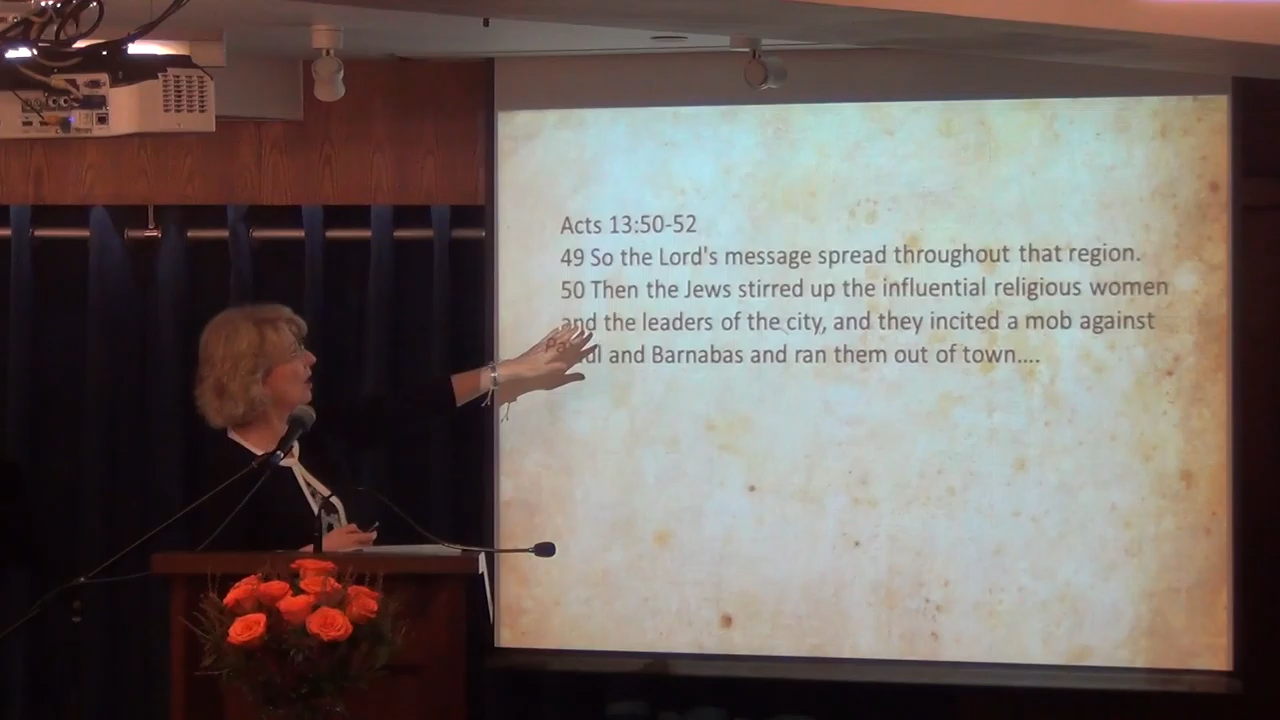 Acts 13:50-52
49 So the Lord's message spread throughout that region.
50 Then the Jews stirred up the influential religious women
and the leaders of the city, and they incited a mob against
Paul and Barnabas and ran them out of town....